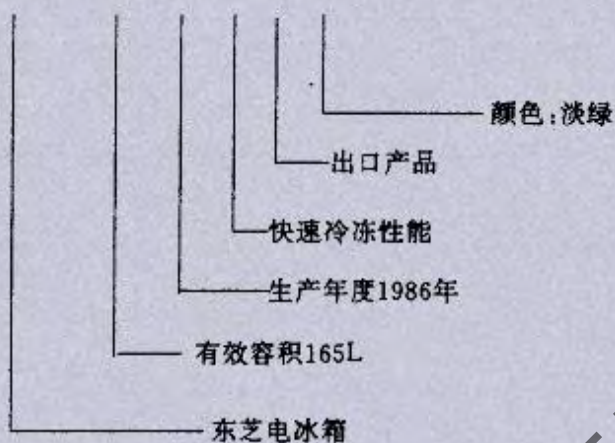 颜色:淡绿
出口产品
快速冷冻性能
生产年度1986年
有效容积165L
东芝电冰箱